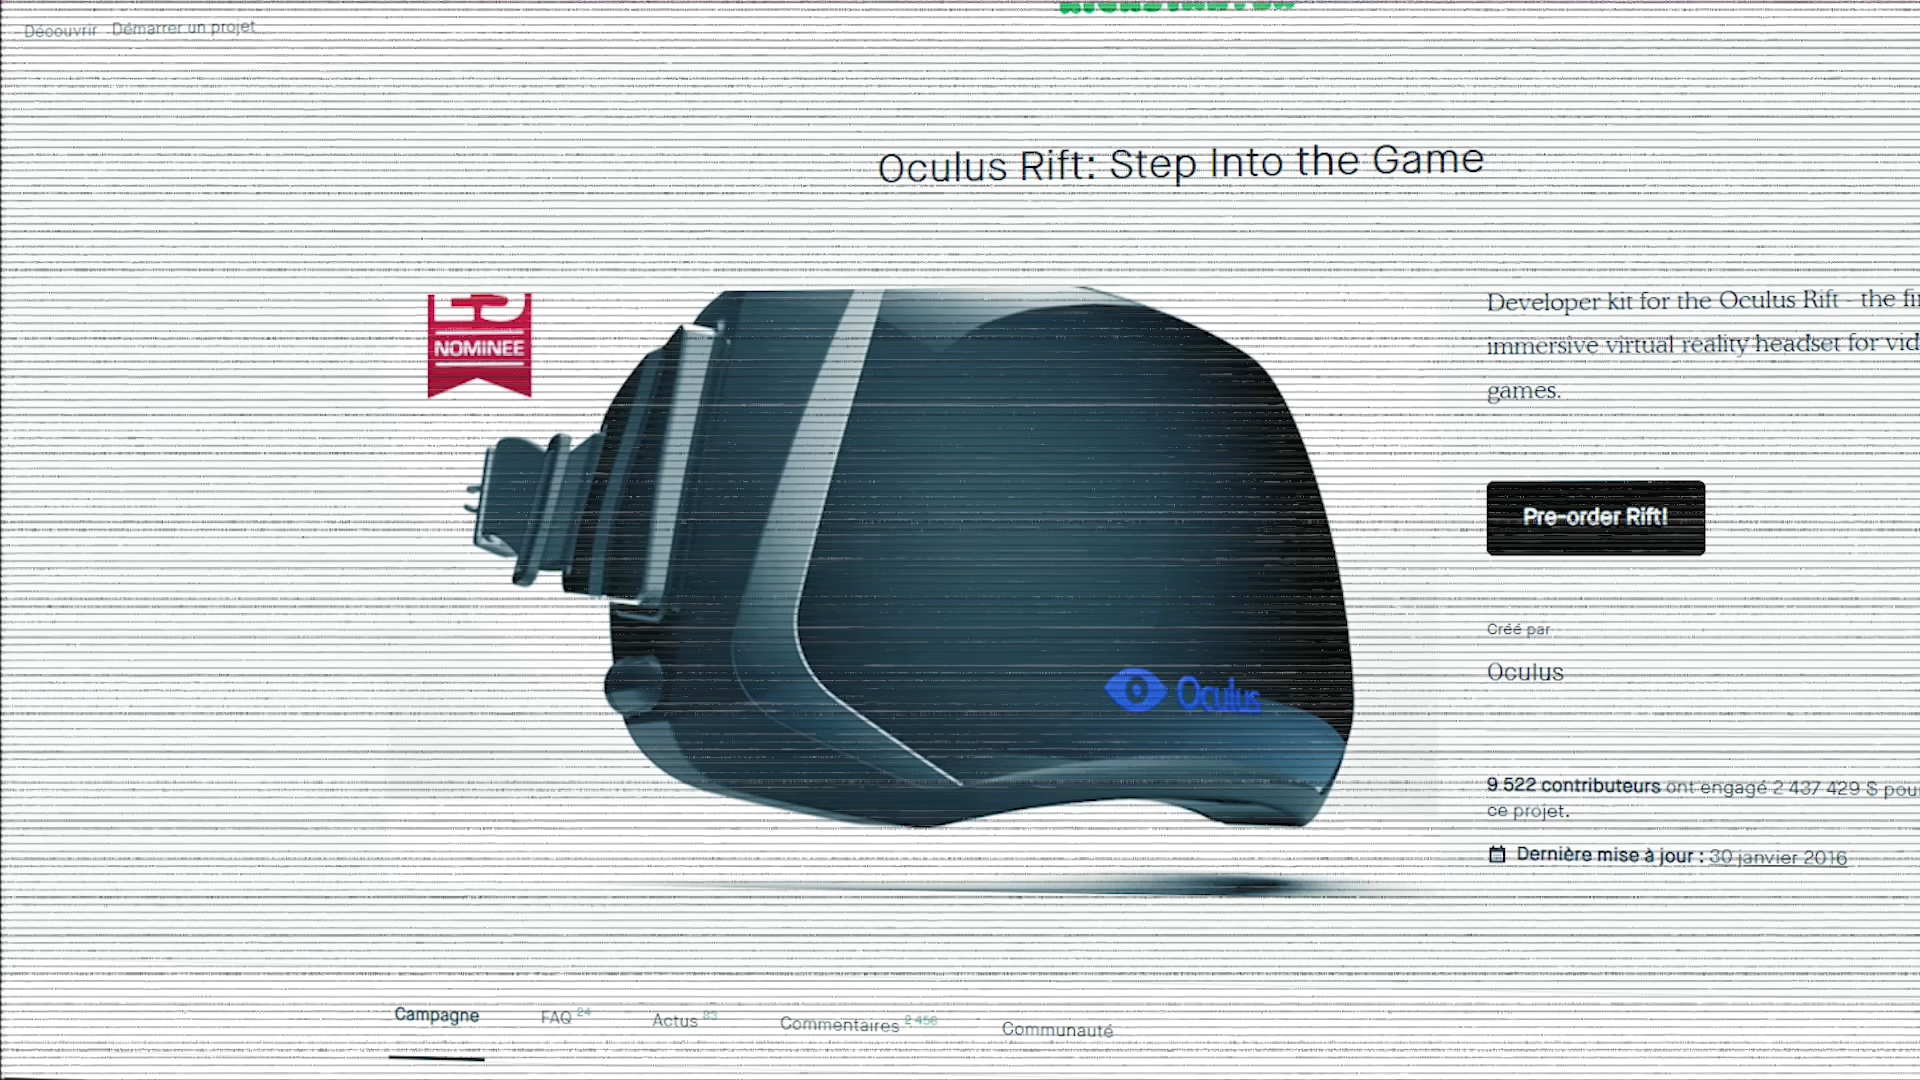 Découvrir Démarrer un projet
Oculus Rift: Step Into the Game
NOMINEE
Developer kit for the Oculus Rift - the
immersive virtual reality headset for
games.
Pre-order Rift!
Créé par
Oculus
Oculus
9 522 contributeurs ont engagé 2 437 429 $
ce projet.
Dernière mise à jour : 30 janvier 2016
Campagne FAQ 24 Actus 83 Commentaires 2 456 Communauté